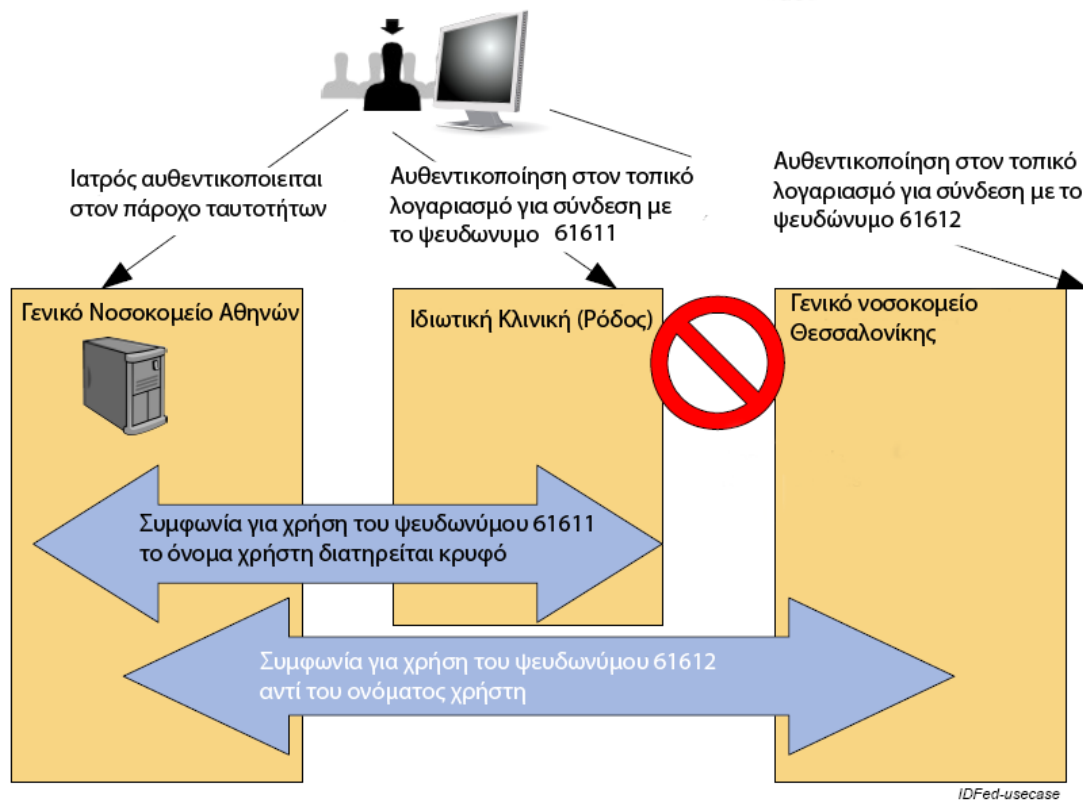 Ιατρός αυθεντικοποιειται
στον πάροχο ταυτοτήτων
Αυθεντικοποίηση στον τοπικό
λογαριασμό για σύνδεση με
το ψευδωνυμο 61611
Αυθεντικοποίηση στον τοπικό
λογαριασμό για σύνδεση με το
ψευδώνυμο 61612
Γενικό Νοσοκομείο Αθηνών
Ιδιωτική Κλινική (Ρόδος)
Γενικό νοσοκομείο
Θεσσαλονίκης
Συμφωνία για χρήση του ψευδωνύμου 61611
το όνομα χρήστη διατηρείται κρυφό
Συμφωνία για χρήση του ψευδωνύμου 61612
αντί του ονόματος χρήστη
IDFed-usecase